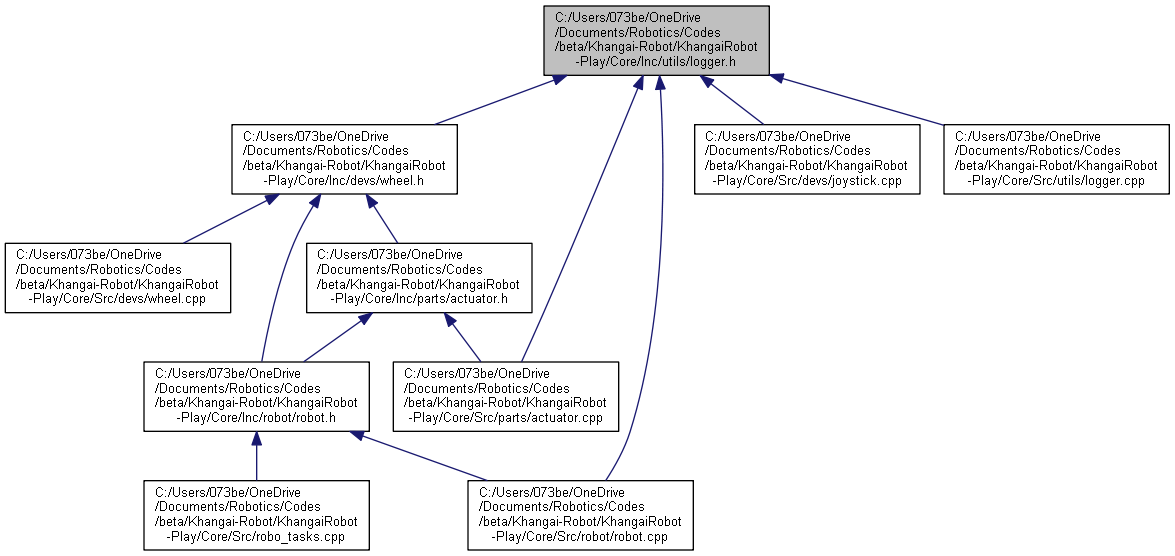 C:/Users/073be/OneDrive
/Documents/Robotics/Codes
/beta/Khangai-Robot/KhangaiRobot
-Play/Core/Inc/utils/logger.h
C:/Users/073be/OneDrive
/Documents/Robotics/Codes
/beta/Khangai-Robot/KhangaiRobot
-Play/Core/Inc/devs/wheel.h
C:/Users/073be/OneDrive
/Documents/Robotics/Codes
/beta/Khangai-Robot/KhangaiRobot
-Play/Core/Src/devs/joystick.cpp
C:/Users/073be/OneDrive
/Documents/Robotics/Codes
/beta/Khangai-Robot/KhangaiRobot
-Play/Core/Src/utils/logger.cpp
C:/Users/073be/OneDrive
/Documents/Robotics/Codes
/beta/Khangai-Robot/KhangaiRobot
-Play/Core/Src/devs/wheel.cpp
C:/Users/073be/OneDrive
/Documents/Robotics/Codes
/beta/Khangai-Robot/KhangaiRobot
-Play/Core/Inc/parts/actuator.h
C:/Users/073be/OneDrive
/Documents/Robotics/Codes
/beta/Khangai-Robot/KhangaiRobot
-Play/Core/Inc/robot/robot.h
C:/Users/073be/OneDrive
/Documents/Robotics/Codes
/beta/Khangai-Robot/KhangaiRobot
-Play/Core/Src/parts/actuator.cpp
C:/Users/073be/OneDrive
/Documents/Robotics/Codes
/beta/Khangai-Robot/KhangaiRobot
-Play/Core/Src/robo_tasks.cpp
C:/Users/073be/OneDrive
/Documents/Robotics/Codes
/beta/Khangai-Robot/KhangaiRobot
-Play/Core/Src/robot/robot.cpp